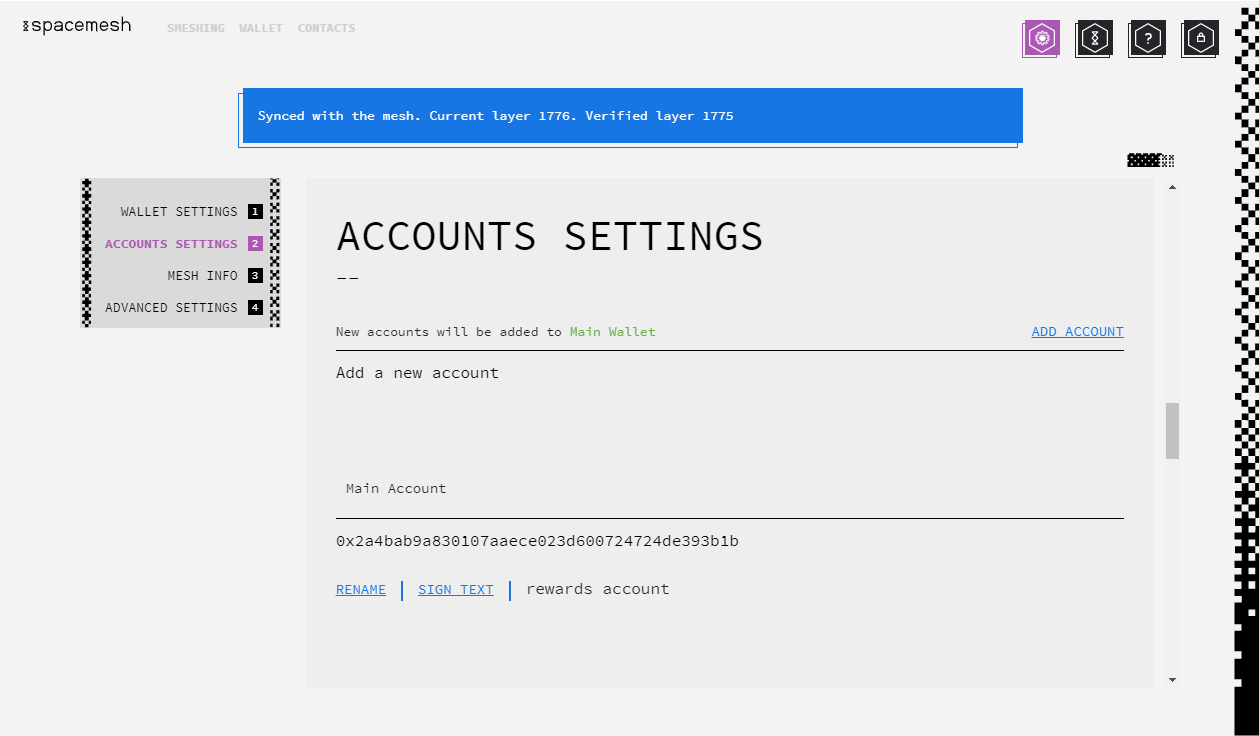 spacemesh
SMESHING WALLET CONTACTS
?
Synced with the mesh. Current layer 1776. Verified layer 1775
WALLET SETTINGS 1
ACCOUNTS SETTINGS 2
MESH INFO 3
ADVANCED SETTINGS 4
ACCOUNTS SETTINGS
--
New accounts will be added to Main Wallet
ADD ACCOUNT
Add a new account
Main Account
0x2a4bab9a830107aaece023d600724724de393b1b
RENAME | SIGN TEXT | rewards account